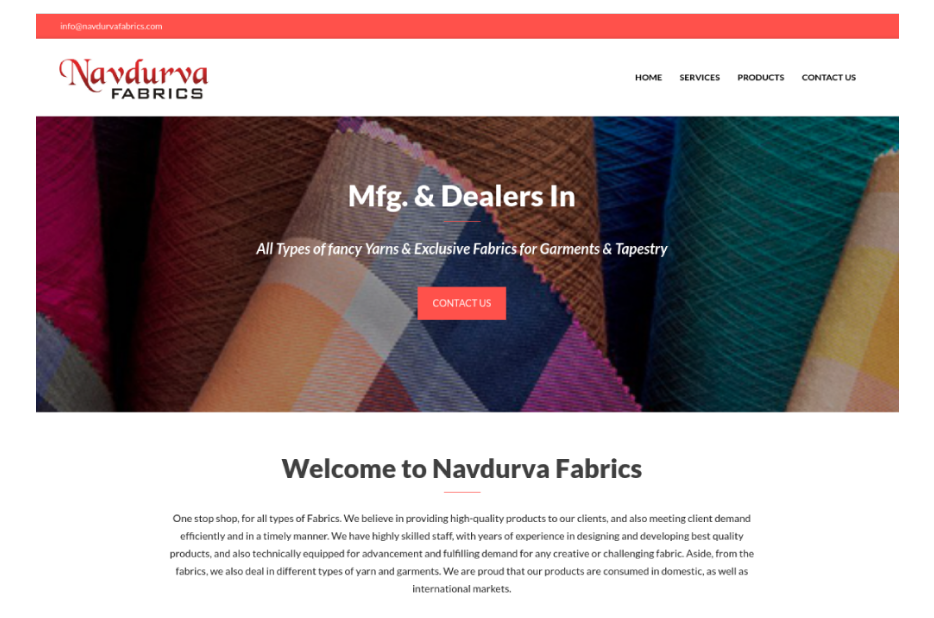 info@navdurvafabrics.com
Navdurva
FABRICS
HOME SERVICES PRODUCTS CONTACT US
Mfg. & Dealers In
All Types of fancy Yarns & Exclusive Fabrics for Garments & Tapestry
CONTACT US
Welcome to Navdurva Fabrics
One stop shop, for all types of Fabrics. We believe in providing high-quality products to our clients, and also meeting client demand
efficiently and in a timely manner. We have highly skilled staff, with years of experience in designing and developing best quality
products, and also technically equipped for advancement and fulfilling demand for any creative or challenging fabric. Aside, from the
fabrics, we also deal in different types of yarn and garments. We are proud that our products are consumed in domestic, as well as
international markets.